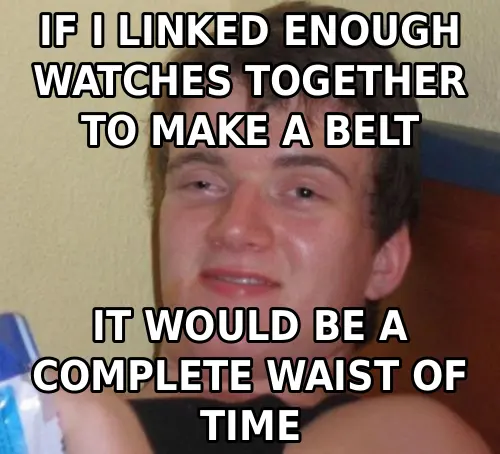 IF I LINKED ENOUGH
WATCHES TOGETHER
TO MAKE A BELT
IT WOULD BE A
COMPLETE WAIST OF
TIME